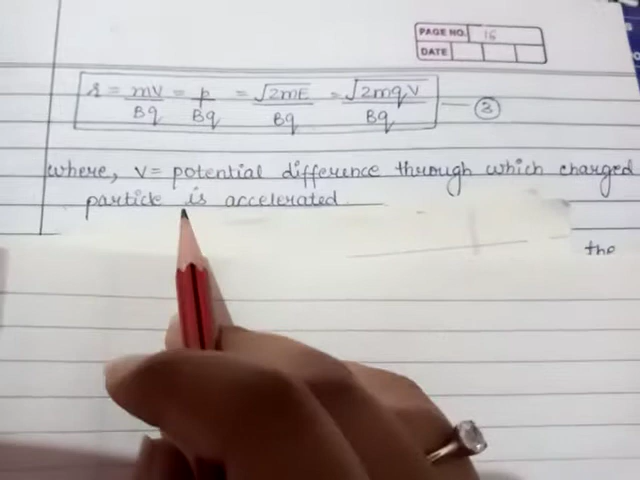 PAGE NO. 16
DATE
r = mv/Bq = p/Bq = √2mE/Bq = √2mqV/Bq — 3
where, V= potential difference through which charged
particle is accelerated
the